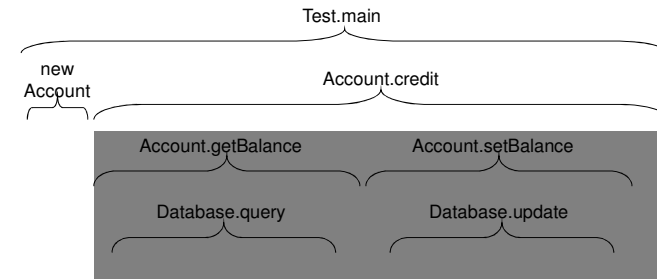 Test.main
new
Account
Account.credit
Account.getBalance
Account.setBalance
Database.query
Database.update